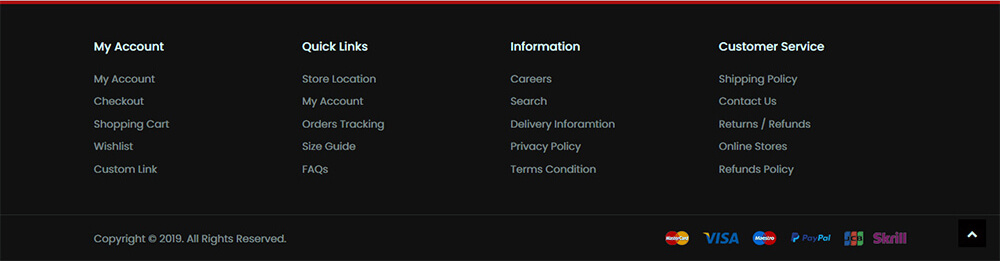 My Account
My Account
Checkout
Shopping Cart
Wishlist
Custom Link
Quick Links
Store Location
My Account
Orders Tracking
Size Guide
FAQs
Information
Careers
Search
Delivery Inforamtion
Privacy Policy
Terms Condition
Customer Service
Shipping Policy
Contact Us
Returns / Refunds
Online Stores
Refunds Policy
Copyright © 2019. All Rights Reserved.
MasterCard VISA Maestro PayPal JCB Skrill